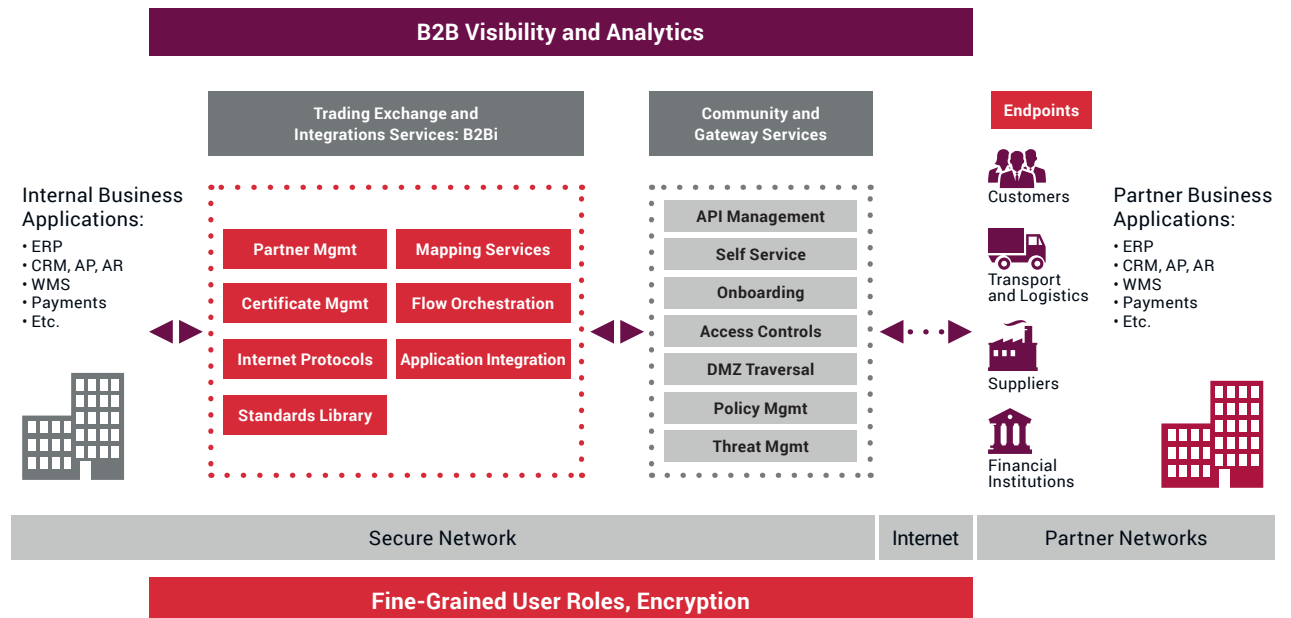 B2B Visibility and Analytics
Trading Exchange and
Integrations Services: B2Bi
Community and
Gateway Services
Endpoints
Internal Business
Applications:
• ERP
• CRM, AP, AR
• WMS
• Payments
• Etc.
Partner Mgmt
Mapping Services
Certificate Mgmt
Flow Orchestration
Internet Protocols
Application Integration
Standards Library
API Management
Self Service
Onboarding
Access Controls
DMZ Traversal
Policy Mgmt
Threat Mgmt
Customers
Transport
and Logistics
Suppliers
Financial
Institutions
Partner Business
Applications:
• ERP
• CRM, AP, AR
• WMS
• Payments
• Etc.
Secure Network
Internet
Partner Networks
Fine-Grained User Roles, Encryption